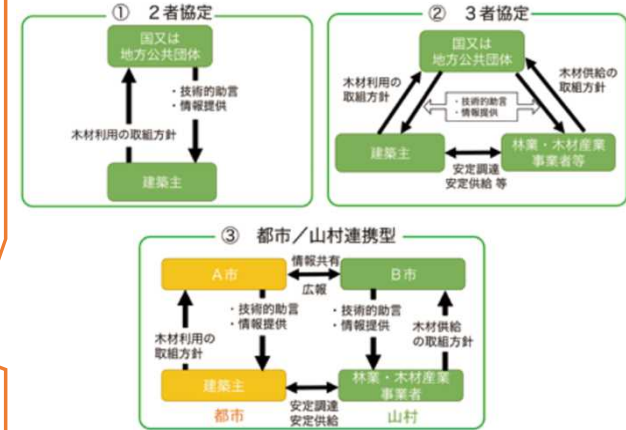 ① 2者協定
国又は
地方公共団体
・技術的助言
・情報提供
木材利用の取組方針
建築主
② 3者協定
国又は
地方公共団体
木材利用の
取組方針
木材供給の
取組方針
・技術的助言
・情報提供
建築主
林業・木材産業
事業者等
安定調達
安定供給 等
③ 都市/山村連携型
A市
情報共有
広報
B市
・技術的助言
・情報提供
・技術的助言
・情報提供
木材利用の
取組方針
木材供給
の取組方針
建築主
林業・木材産業
事業者
都市
安定調達
安定供給
山村